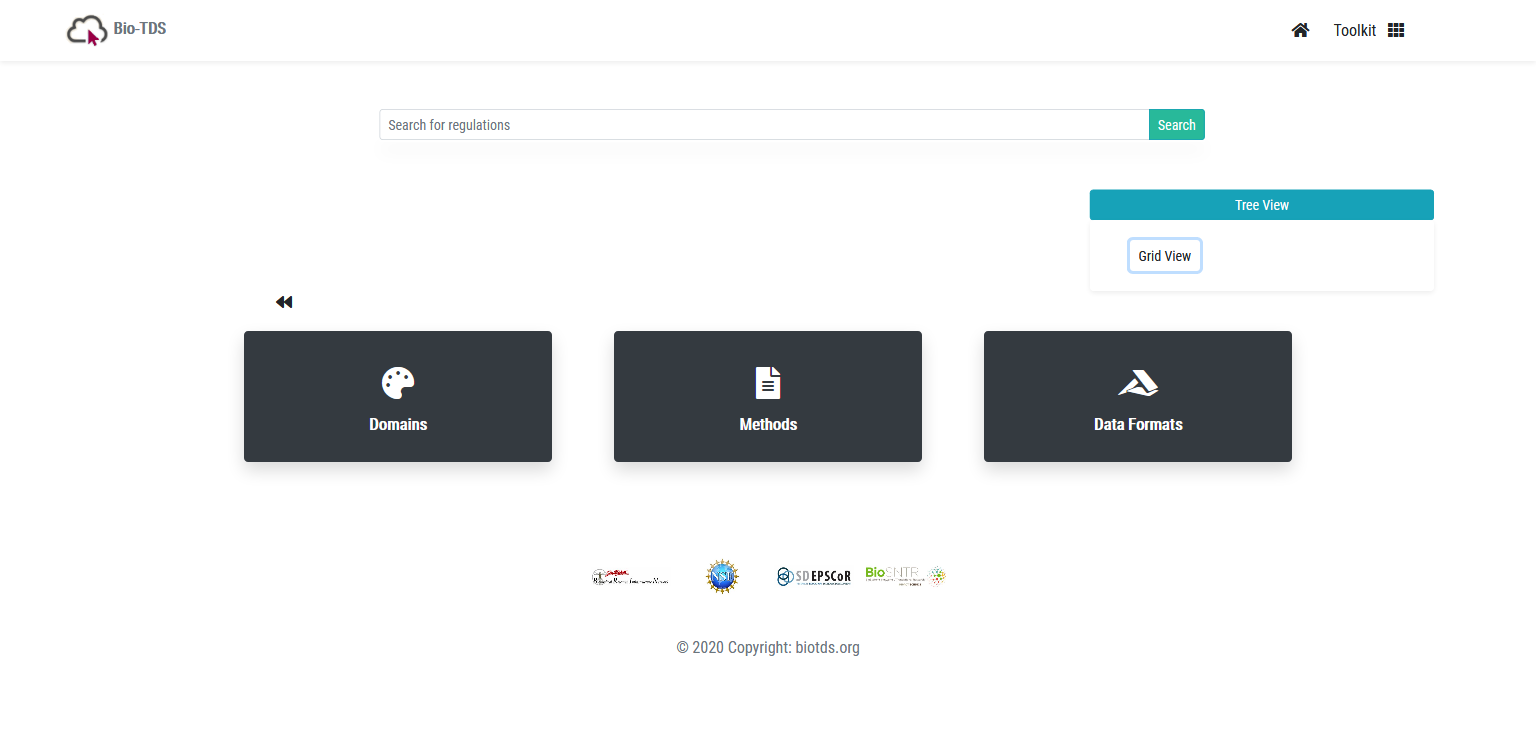 Bio-TDS
Toolkit
Search for regulations
Search
Tree View
Grid View
Domains
Methods
Data Formats
NSF
SD EPSCoR
BioSNTR
© 2020 Copyright: biotds.org